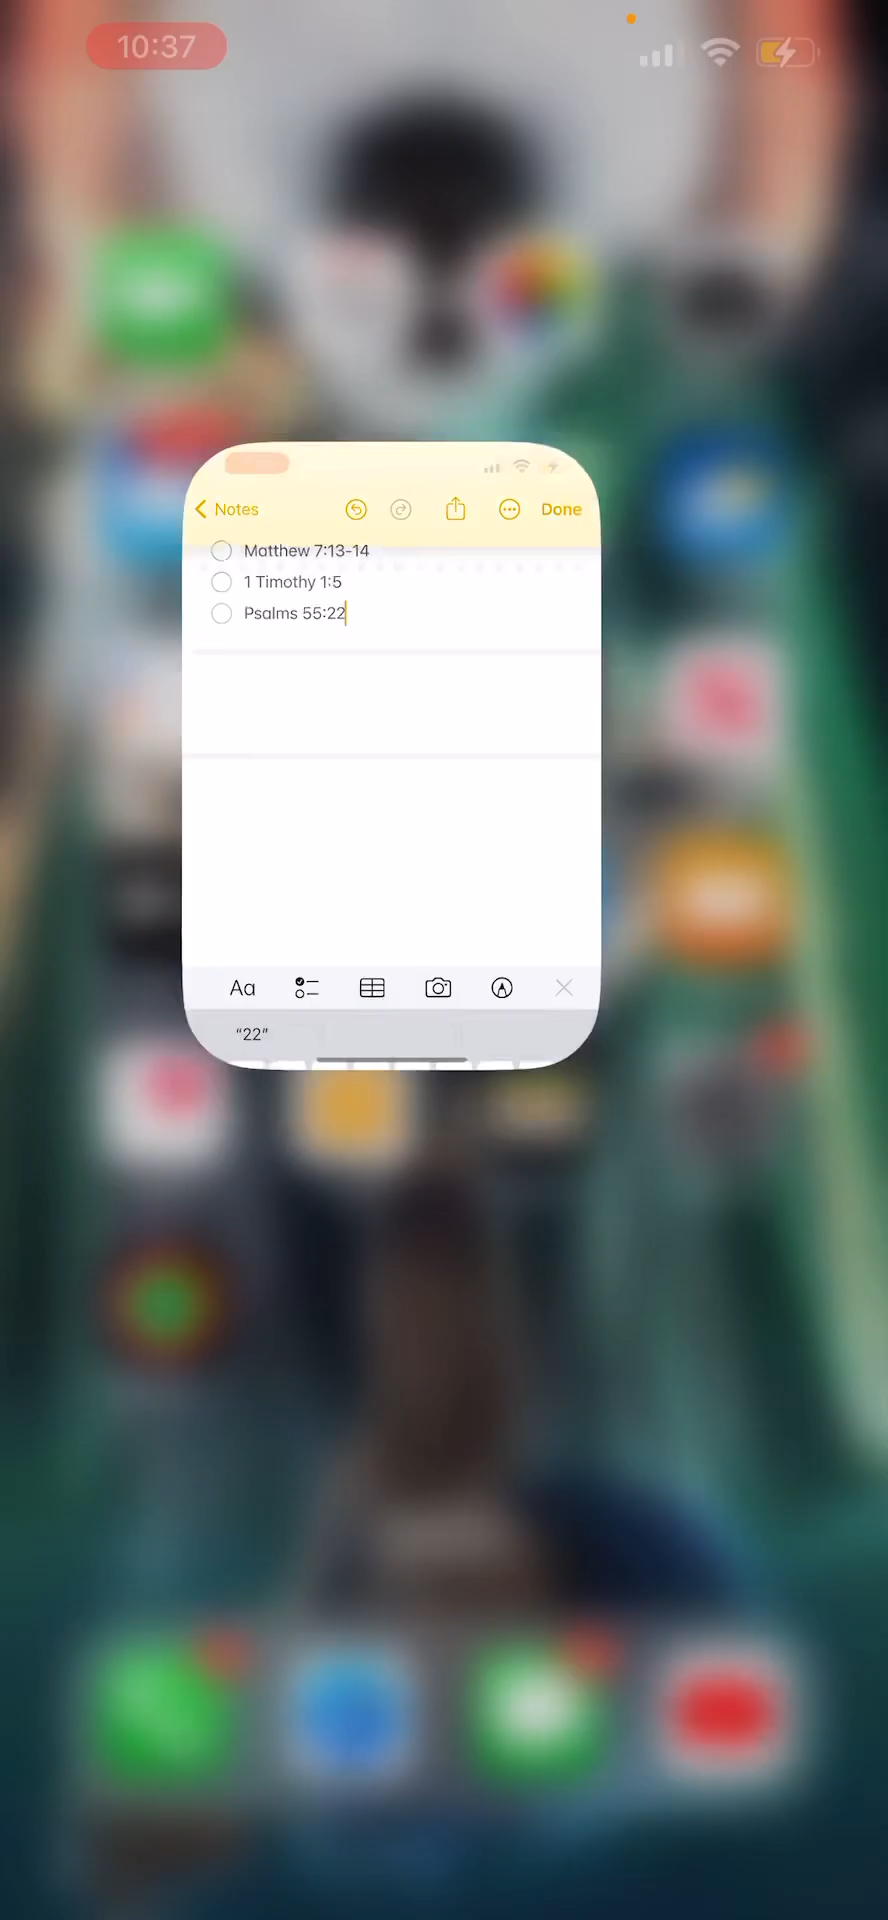 10:37
Notes
Done
Matthew 7:13-14
1 Timothy 1:5
Psalms 55:22
Aa
"22"